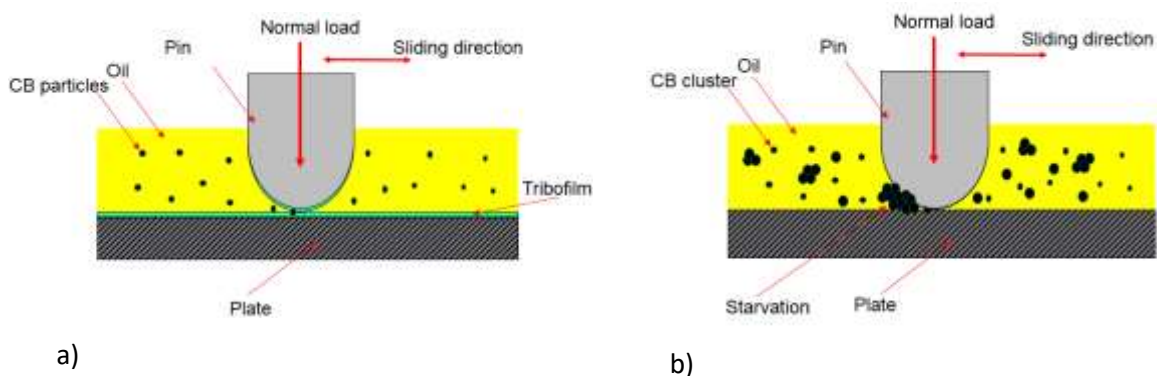 Normal load
Pin
Sliding direction
Oil
CB particles
Tribofilm
Plate
a)
Normal load
Pin
Sliding direction
Oil
CB cluster
Starvation
Plate
b)